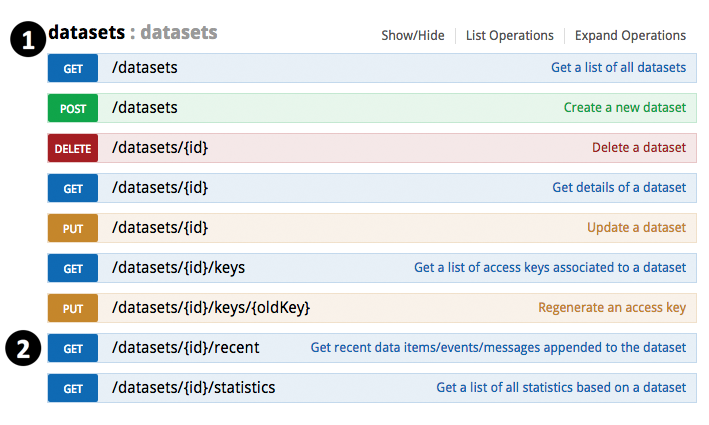 1 datasets : datasets Show/Hide List Operations Expand Operations
GET /datasets Get a list of all datasets
POST /datasets Create a new dataset
DELETE /datasets/{id} Delete a dataset
GET /datasets/{id} Get details of a dataset
PUT /datasets/{id} Update a dataset
GET /datasets/{id}/keys Get a list of access keys associated to a dataset
PUT /datasets/{id}/keys/{oldKey} Regenerate an access key
2 GET /datasets/{id}/recent Get recent data items/events/messages appended to the dataset
GET /datasets/{id}/statistics Get a list of all statistics based on a dataset